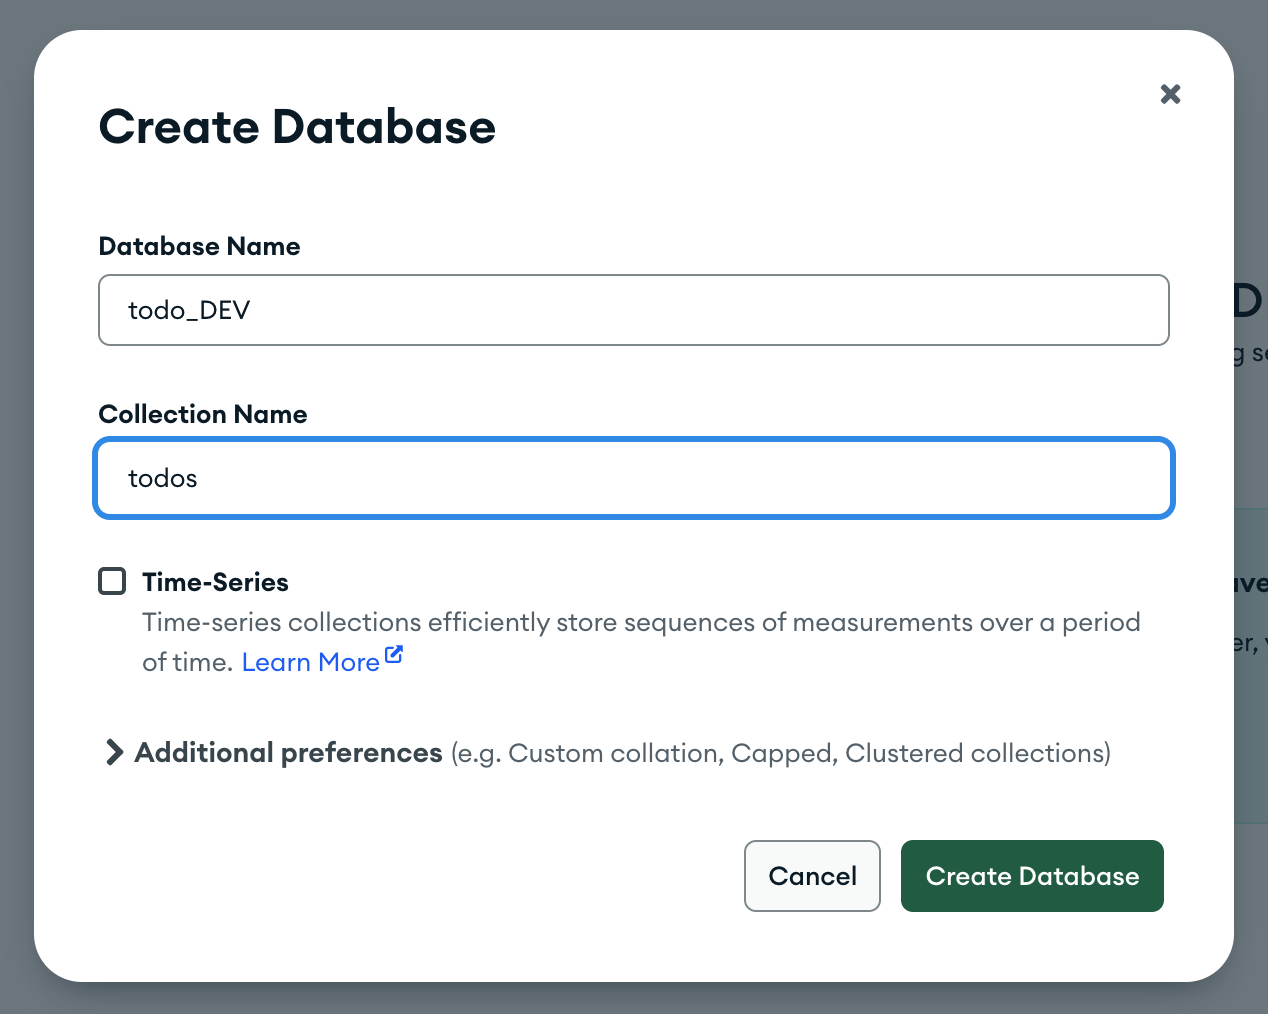 Create Database
Database Name
todo_DEV
Collection Name
todos
Time-Series
Time-series collections efficiently store sequences of measurements over a period
of time. Learn More
Additional preferences (e.g. Custom collation, Capped, Clustered collections)
Cancel
Create Database